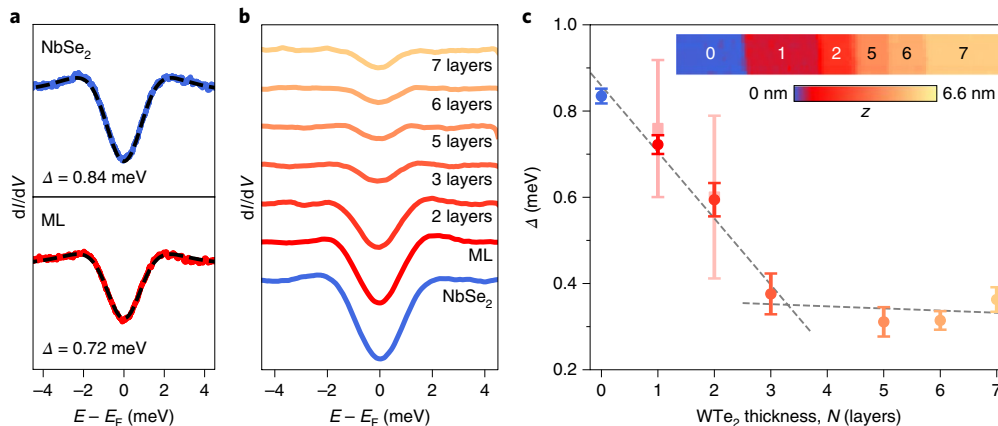 a
NbSe₂
Δ = 0.84 meV
ML
Δ = 0.72 meV
dI/dV
−4 −2 0 2 4
E − E_F (meV)
b
7 layers
6 layers
5 layers
3 layers
2 layers
ML
NbSe₂
dI/dV
−4 −2 0 2 4
E − E_F (meV)
c
1.0
0.8
0.6
0.4
0.2
Δ (meV)
0 1 2 5 6 7
0 nm 6.6 nm
z
0 1 2 3 4 5 6 7
WTe₂ thickness, N (layers)